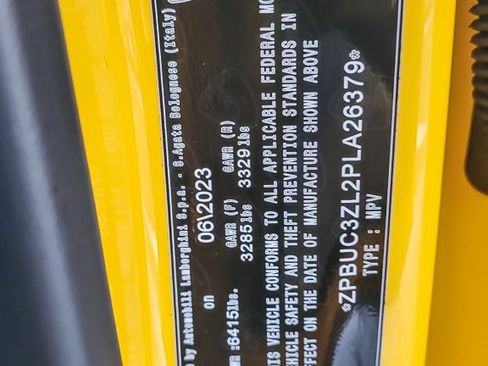 by Automobili Lamborghini S.p.a. - S.Agata Bolognese (Italy)
on 06\2023
:6415lbs. GAWR (F) GAWR (R)
3285lbs 3329lbs
VEHICLE CONFORMS TO ALL APPLICABLE FEDERAL
VEHICLE SAFETY AND THEFT PREVENTION STANDARDS IN
EFFECT ON THE DATE OF MANUFACTURE SHOWN ABOVE
*ZPBUC3ZL2PLA26379*
TYPE : MPV